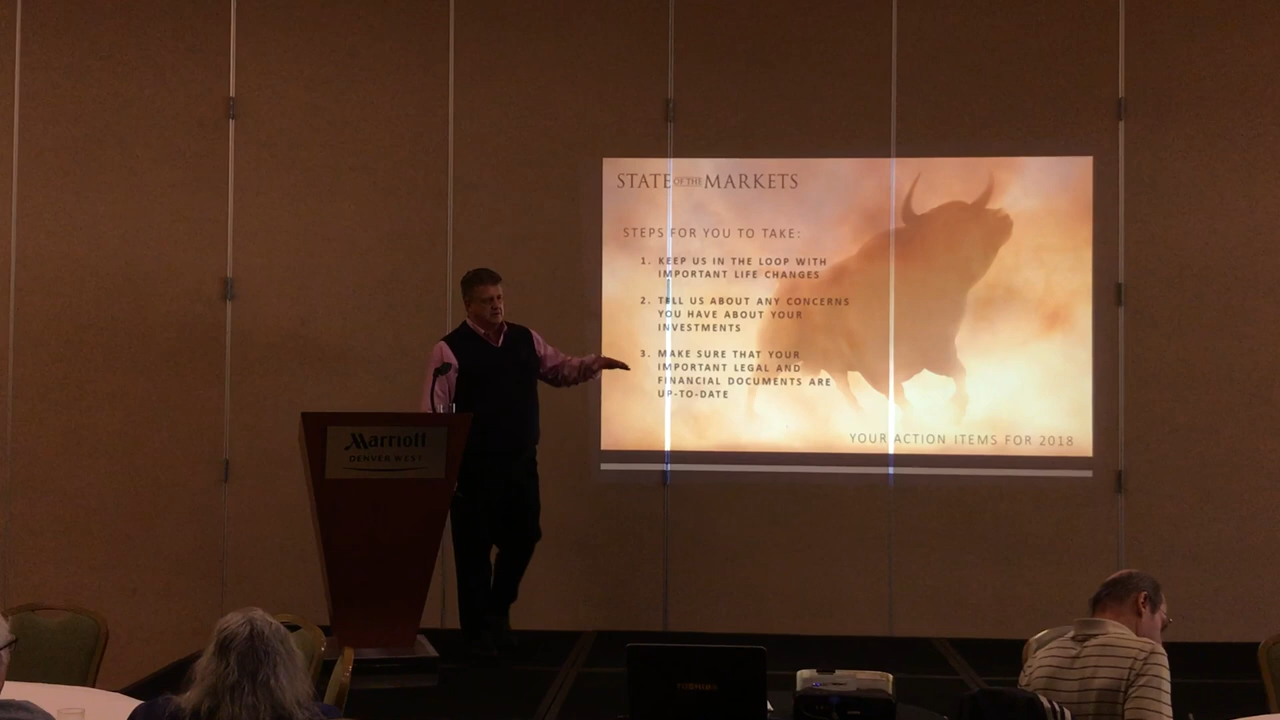 STATE OF THE MARKETS
STEPS FOR YOU TO TAKE:
1. KEEP US IN THE LOOP WITH
IMPORTANT LIFE CHANGES
2. TELL US ABOUT ANY CONCERNS
YOU HAVE ABOUT YOUR
INVESTMENTS
3. MAKE SURE THAT YOUR
IMPORTANT LEGAL AND
FINANCIAL DOCUMENTS ARE
UP-TO-DATE
YOUR ACTION ITEMS FOR 2018
Marriott
DENVER WEST
TOSHIBA